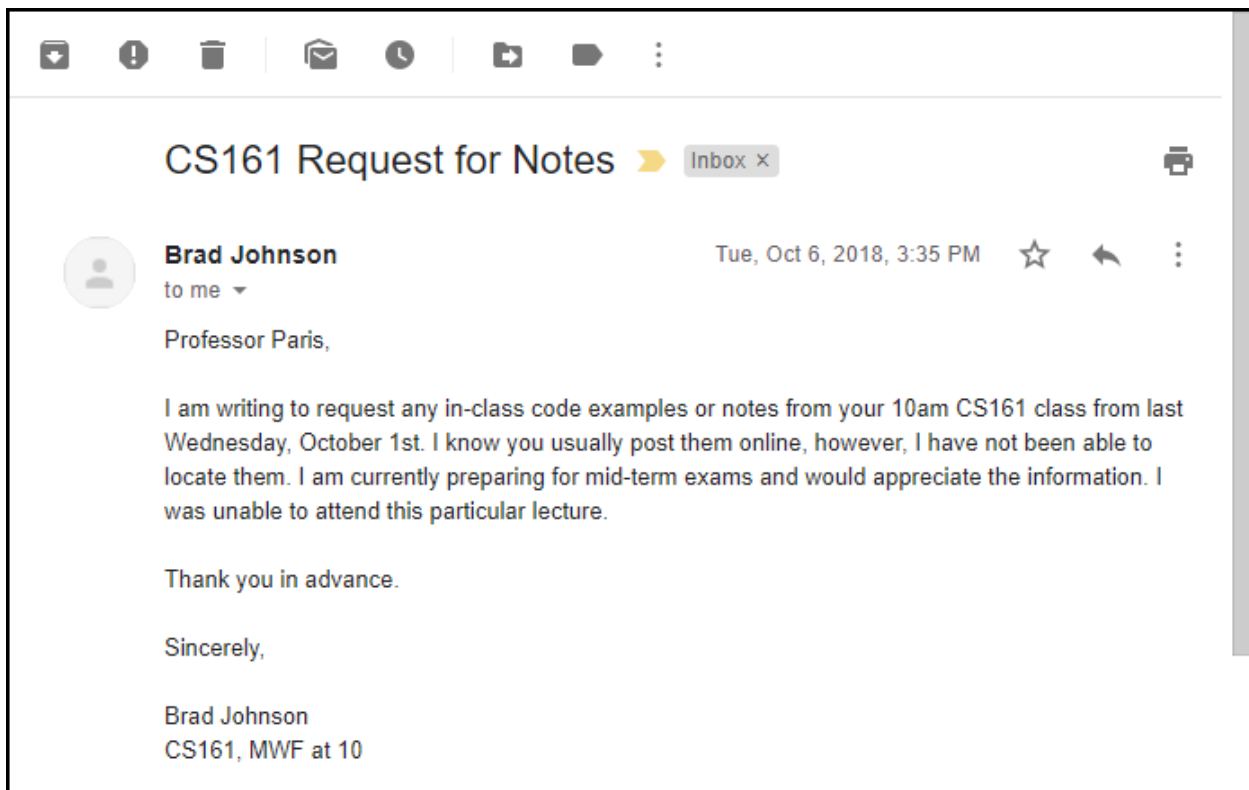 CS161 Request for Notes Inbox ×
Brad Johnson Tue, Oct 6, 2018, 3:35 PM
to me
Professor Paris,
I am writing to request any in-class code examples or notes from your 10am CS161 class from last
Wednesday, October 1st. I know you usually post them online, however, I have not been able to
locate them. I am currently preparing for mid-term exams and would appreciate the information. I
was unable to attend this particular lecture.
Thank you in advance.
Sincerely,
Brad Johnson
CS161, MWF at 10